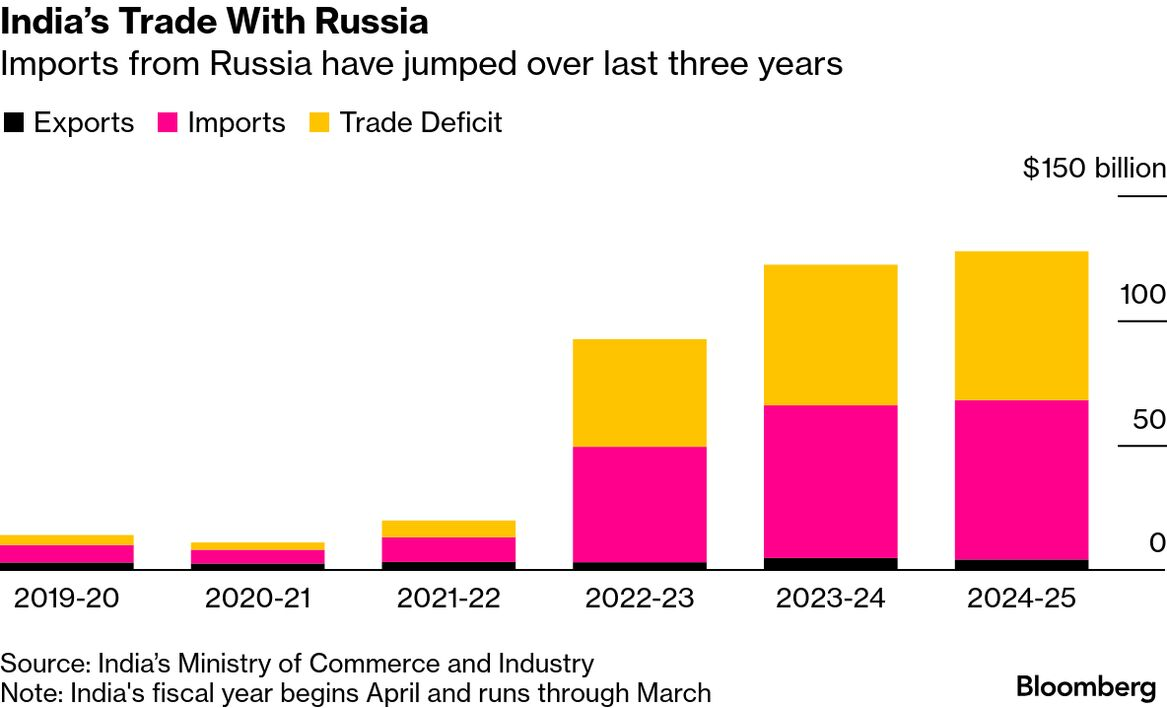 India’s Trade With Russia
Imports from Russia have jumped over last three years
Exports Imports Trade Deficit
$150 billion
100
50
0
2019-20 2020-21 2021-22 2022-23 2023-24 2024-25
Source: India’s Ministry of Commerce and Industry
Note: India's fiscal year begins April and runs through March
Bloomberg